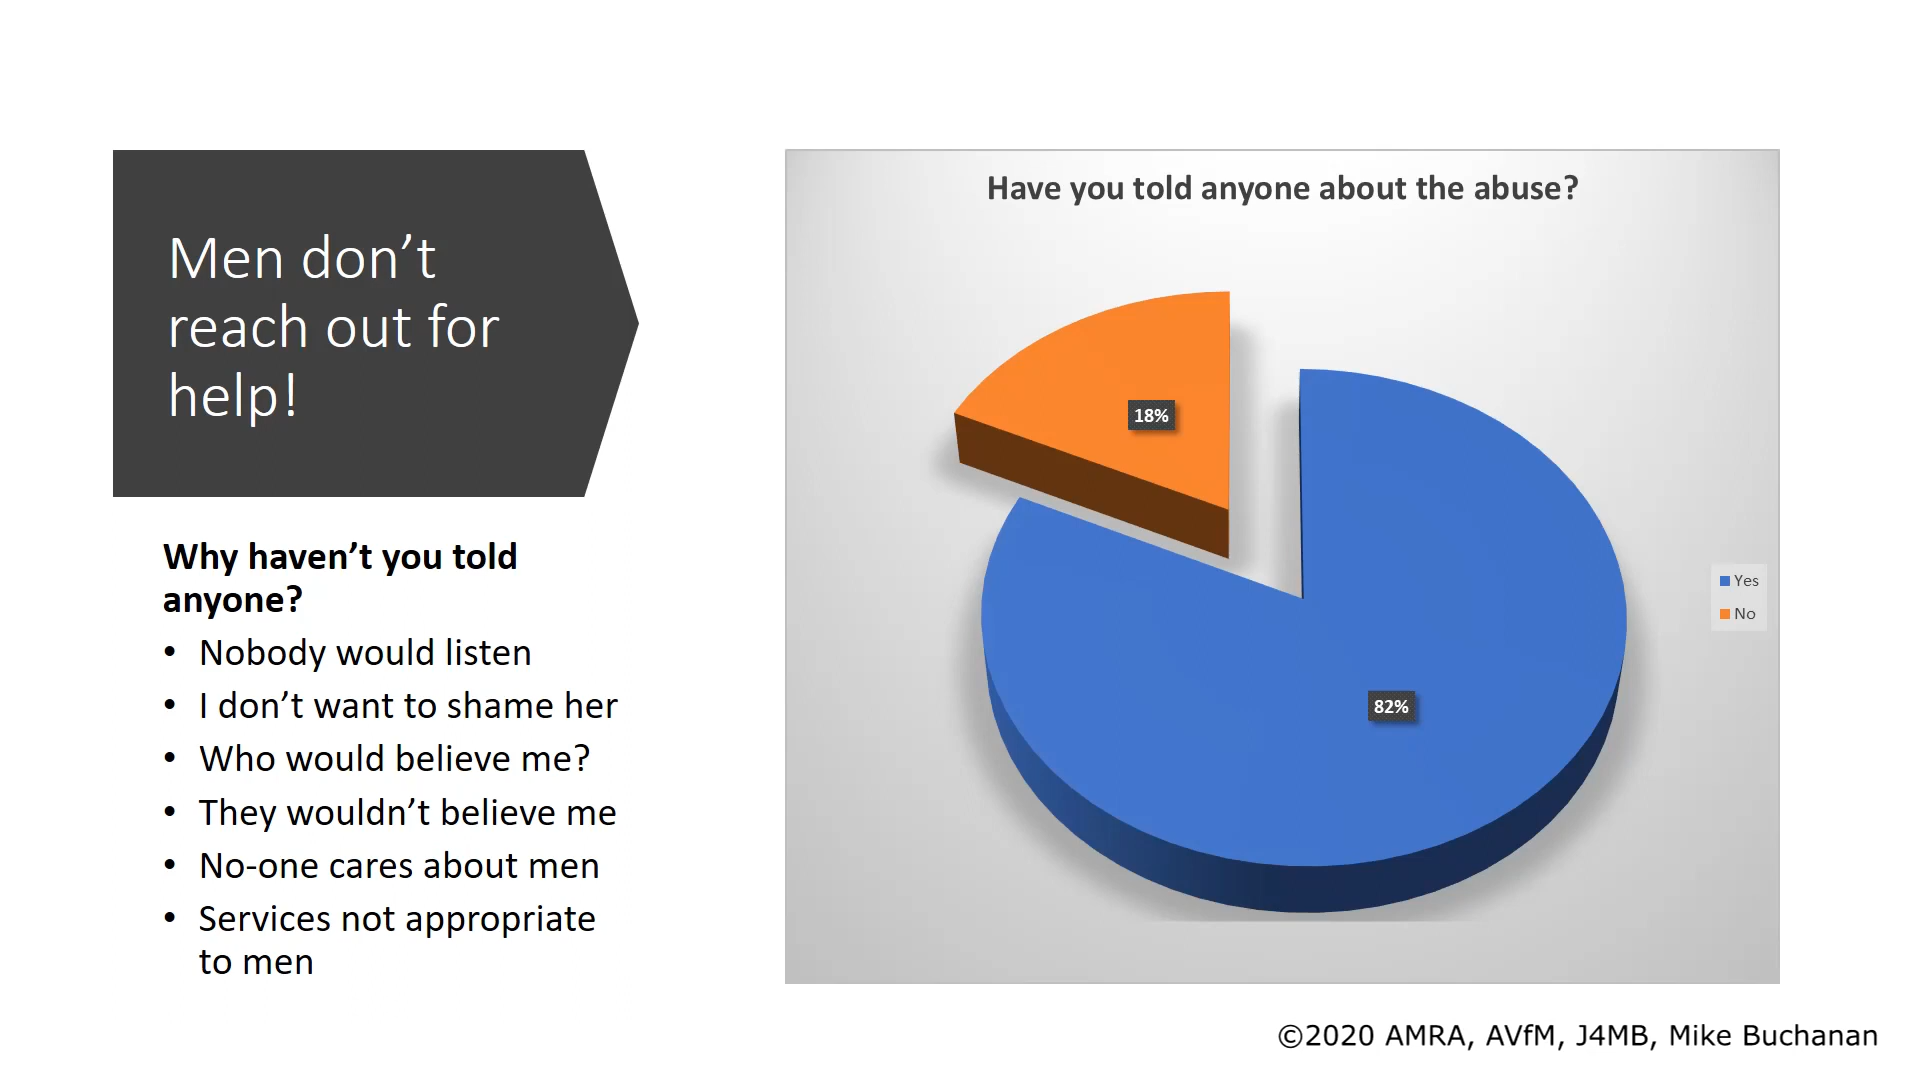 Men don’t
reach out for
help!
Why haven’t you told
anyone?
• Nobody would listen
• I don’t want to shame her
• Who would believe me?
• They wouldn’t believe me
• No-one cares about men
• Services not appropriate
to men
Have you told anyone about the abuse?
18%
82%
Yes
No
©2020 AMRA, AVfM, J4MB, Mike Buchanan